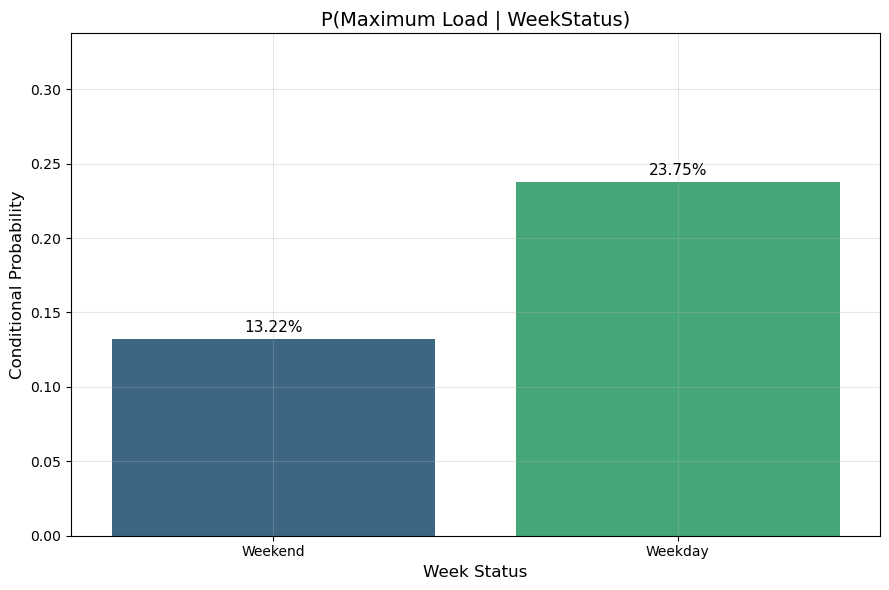 P(Maximum Load | WeekStatus)
Conditional Probability
0.30
0.25
0.20
0.15
0.10
0.05
0.00
13.22%
23.75%
Weekend
Weekday
Week Status